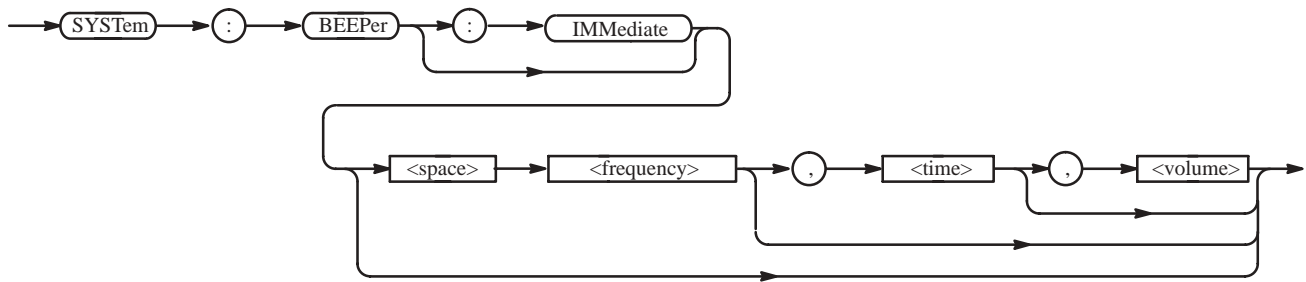 SYSTem : BEEPer : IMMediate
<space> <frequency> , <time> , <volume>